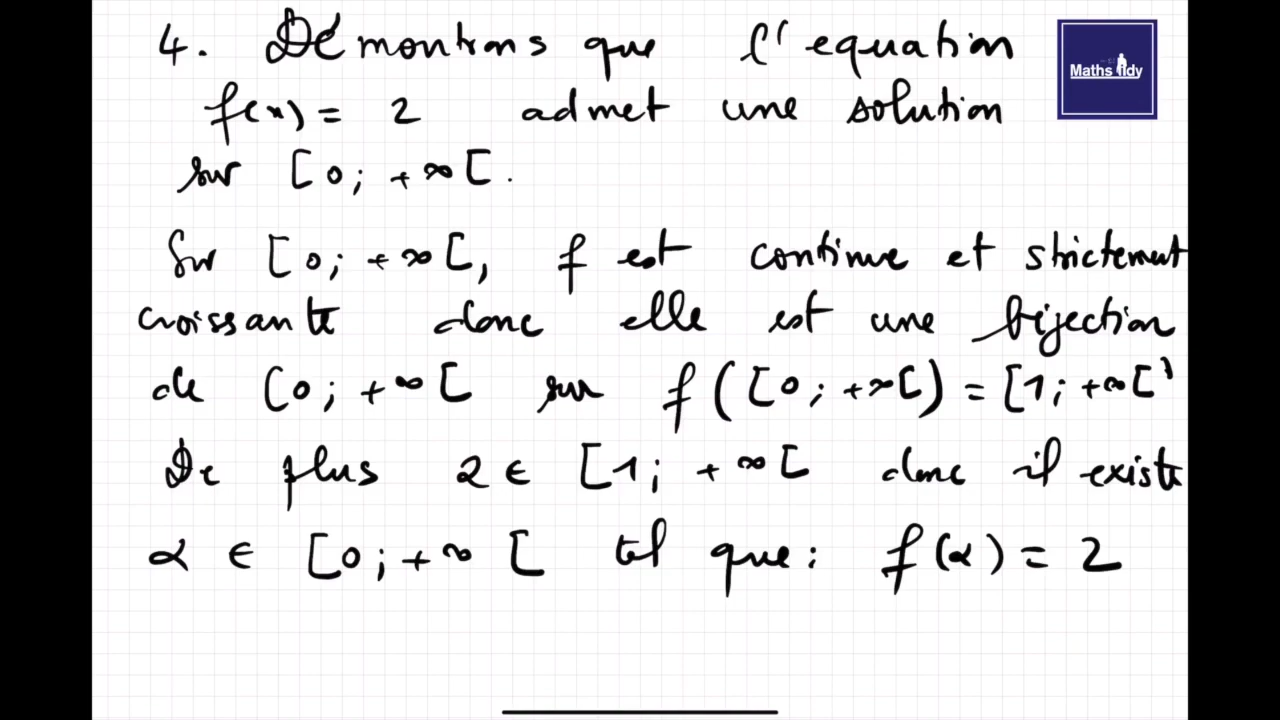 4. Démontrons que l'equation
Maths tidy
f(x) = 2 admet une solution
sur [0; +∞[.
Sur [0; +∞[, f est continue et strictement
croissante donc elle est une bijection
de [0; +∞[ sur f([0; +∞[) = [1; +∞[
De plus 2 ∈ [1; +∞[ donc il existe
α ∈ [0; +∞[ tel que: f(α) = 2